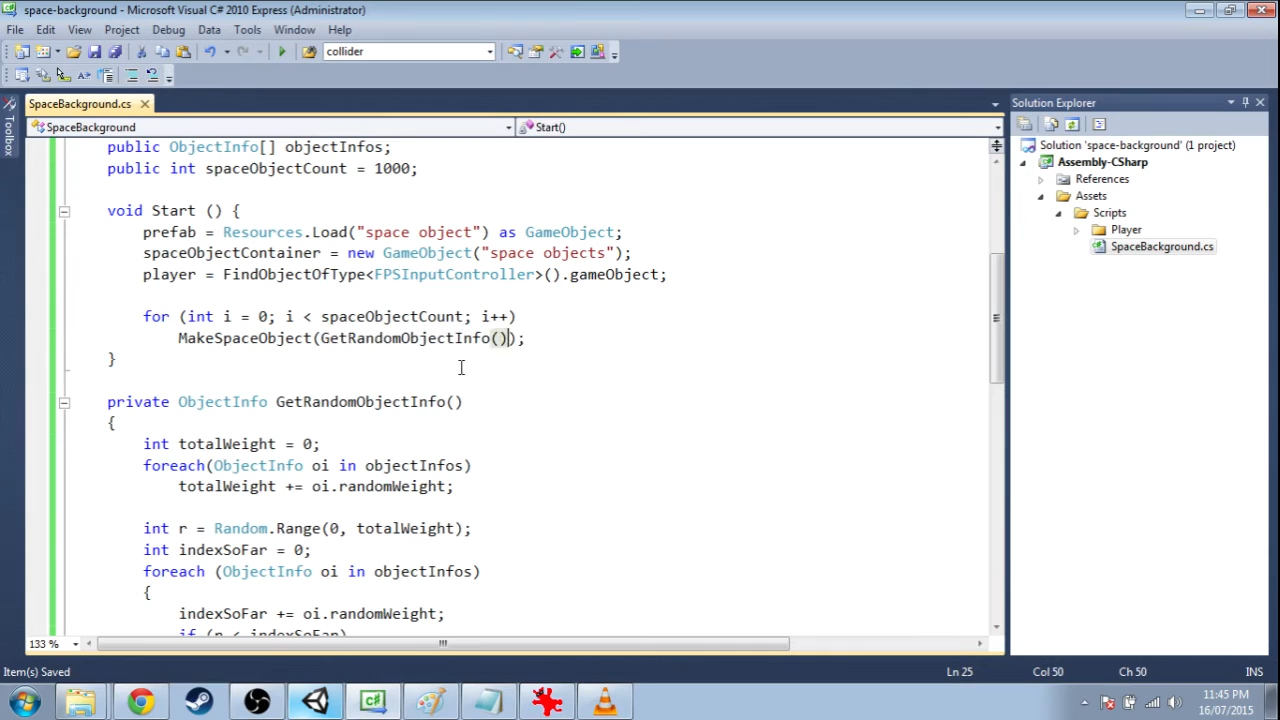 space-background - Microsoft Visual C# 2010 Express (Administrator)
File Edit View Project Debug Data Tools Window Help
collider
SpaceBackground.cs
SpaceBackground
Start()
Toolbox
public ObjectInfo[] objectInfos;
public int spaceObjectCount = 1000;
void Start () {
prefab = Resources.Load("space object") as GameObject;
spaceObjectContainer = new GameObject("space objects");
player = FindObjectOfType<FPSInputController>().gameObject;
for (int i = 0; i < spaceObjectCount; i++)
MakeSpaceObject(GetRandomObjectInfo());
}
private ObjectInfo GetRandomObjectInfo()
{
int totalWeight = 0;
foreach(ObjectInfo oi in objectInfos)
totalWeight += oi.randomWeight;
int r = Random.Range(0, totalWeight);
int indexSoFar = 0;
foreach (ObjectInfo oi in objectInfos)
{
indexSoFar += oi.randomWeight;
if (r < indexSoFar)
133 %
Solution Explorer
Solution 'space-background' (1 project)
Assembly-CSharp
References
Assets
Scripts
Player
SpaceBackground.cs
Item(s) Saved
Ln 25
Col 50
Ch 50
INS
11:45 PM
16/07/2015